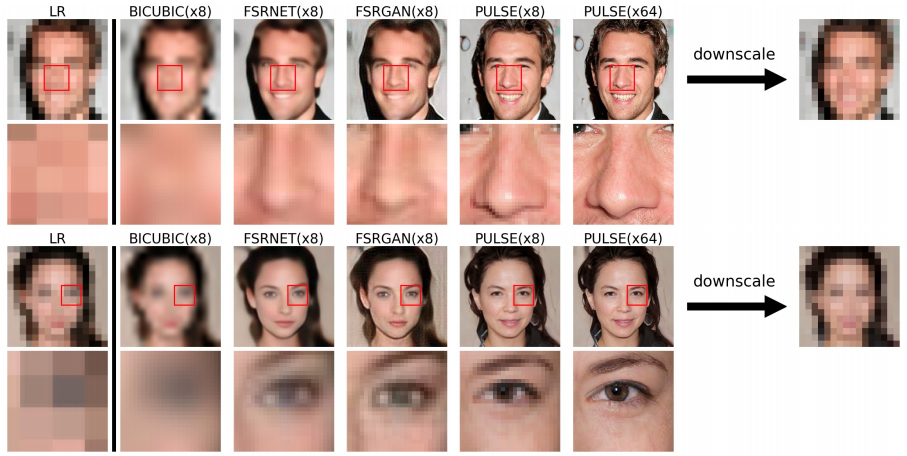 LR BICUBIC(x8) FSRNET(x8) FSRGAN(x8) PULSE(x8) PULSE(x64)
downscale
LR BICUBIC(x8) FSRNET(x8) FSRGAN(x8) PULSE(x8) PULSE(x64)
downscale